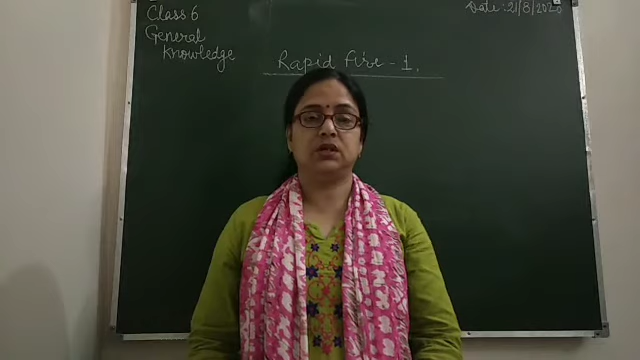 Class 6
General
Knowledge
Date:-21/8/2020
Rapid fire - 1.